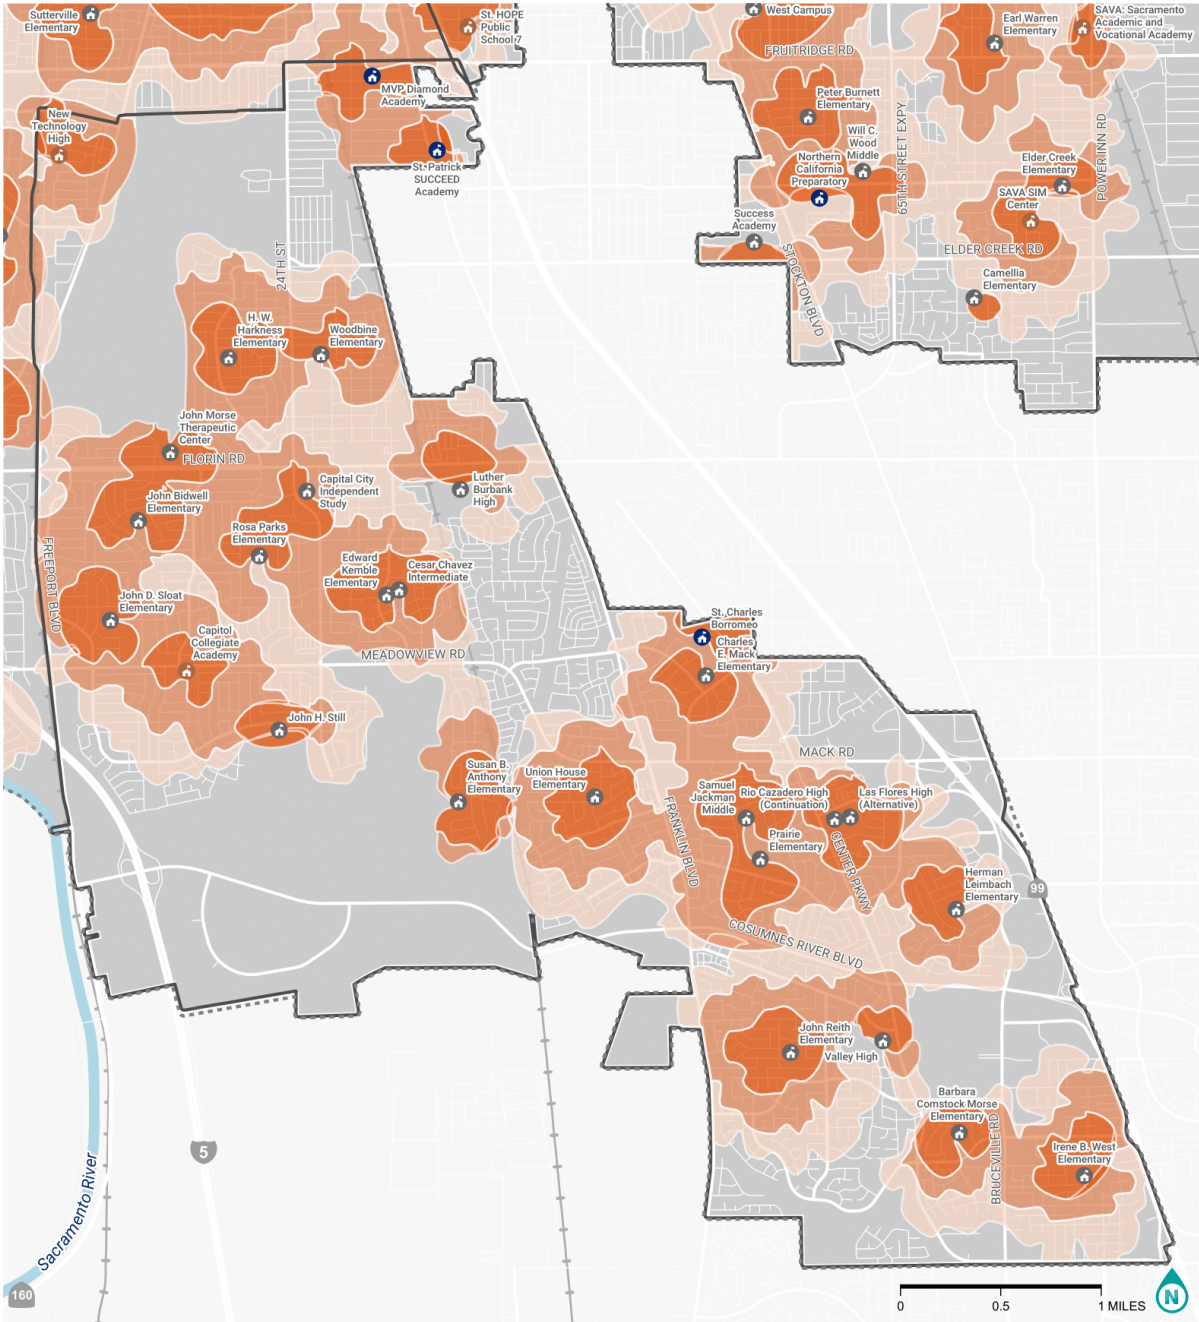 Sutterville
Elementary
St. HOPE
Public
School 7
West Campus
FRUITRIDGE RD
Earl Warren
Elementary
SAVA: Sacramento
Academic and
Vocational Academy
MVP Diamond
Academy
New
Technology
High
St. Patrick
SUCCEED
Academy
Peter Burnett
Elementary
Will C.
Wood
Middle
Northern
California
Preparatory
65TH STREET EXPY
POWER INN RD
Elder Creek
Elementary
SAVA SIM
Center
Success
Academy
ELDER CREEK RD
STOCKTON BLVD
Camellia
Elementary
24TH ST
H. W.
Harkness
Elementary
Woodbine
Elementary
John Morse
Therapeutic
Center
FLORIN RD
Capital City
Independent
Study
Luther
Burbank
High
John Bidwell
Elementary
Rosa Parks
Elementary
FREEPORT BLVD
Edward
Kemble
Elementary
Cesar Chavez
Intermediate
John D. Sloat
Elementary
Capitol
Collegiate
Academy
MEADOWVIEW RD
St. Charles
Borromeo
Charles
E. Mack
Elementary
John H. Still
MACK RD
Susan B.
Anthony
Elementary
Union House
Elementary
FRANKLIN BLVD
Samuel
Jackman
Middle
Rio Cazadero High
(Continuation)
Las Flores High
(Alternative)
Prairie
Elementary
CENTER PKWY
Herman
Leimbach
Elementary
99
COSUMNES RIVER BLVD
John Reith
Elementary
Valley High
Barbara
Comstock Morse
Elementary
BRUCEVILLE RD
Irene B. West
Elementary
5
Sacramento River
160
0 0.5 1 MILES
N